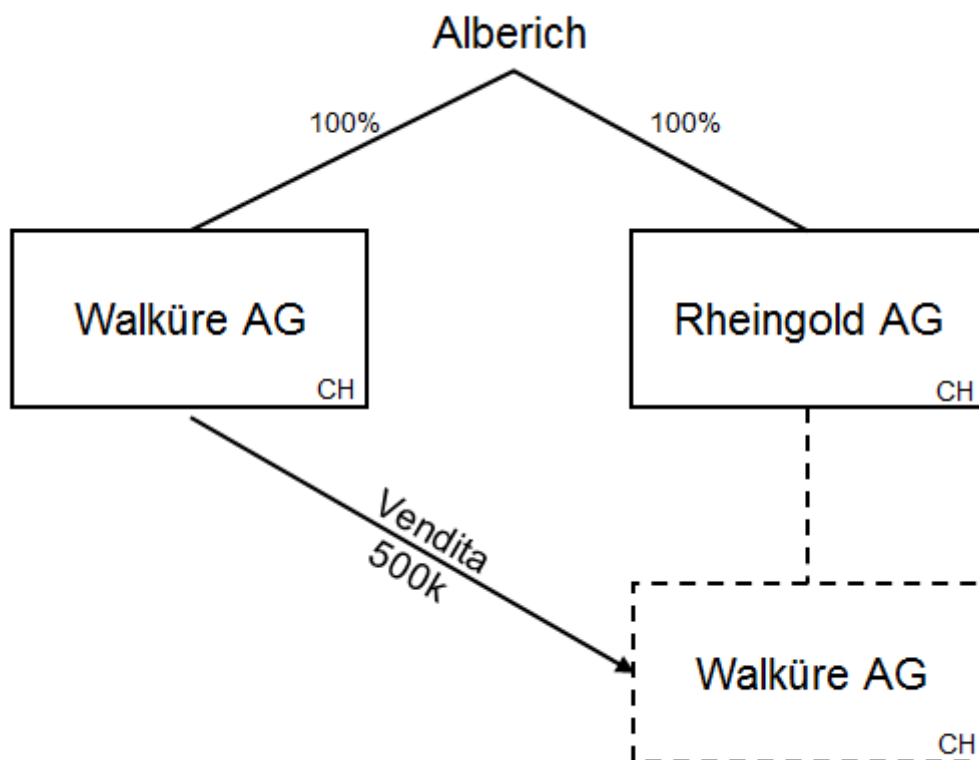 Alberich
100%
100%
Walküre AG
CH
Rheingold AG
CH
Vendita
500k
Walküre AG
CH